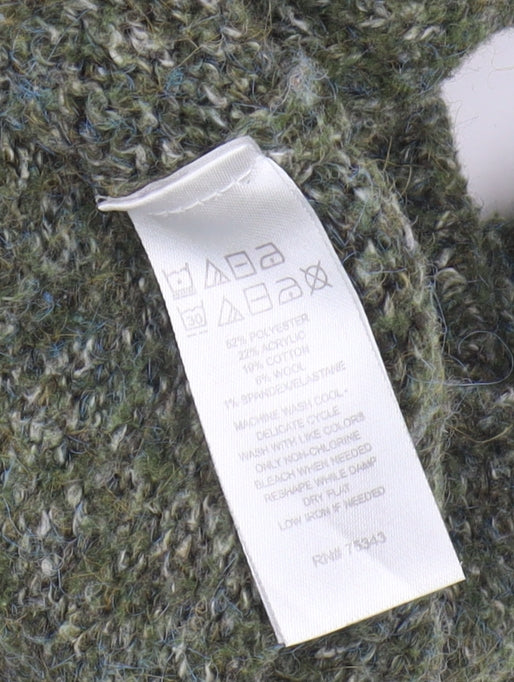 30
52% POLYESTER
22% ACRYLIC
19% COTTON
6% WOOL
1% SPANDEX/ELASTANE
MACHINE WASH COOL-
DELICATE CYCLE
WASH WITH LIKE COLORS
ONLY NON-CHLORINE
BLEACH WHEN NEEDED
RESHAPE WHILE DAMP
DRY FLAT
LOW IRON IF NEEDED
RN# 75343